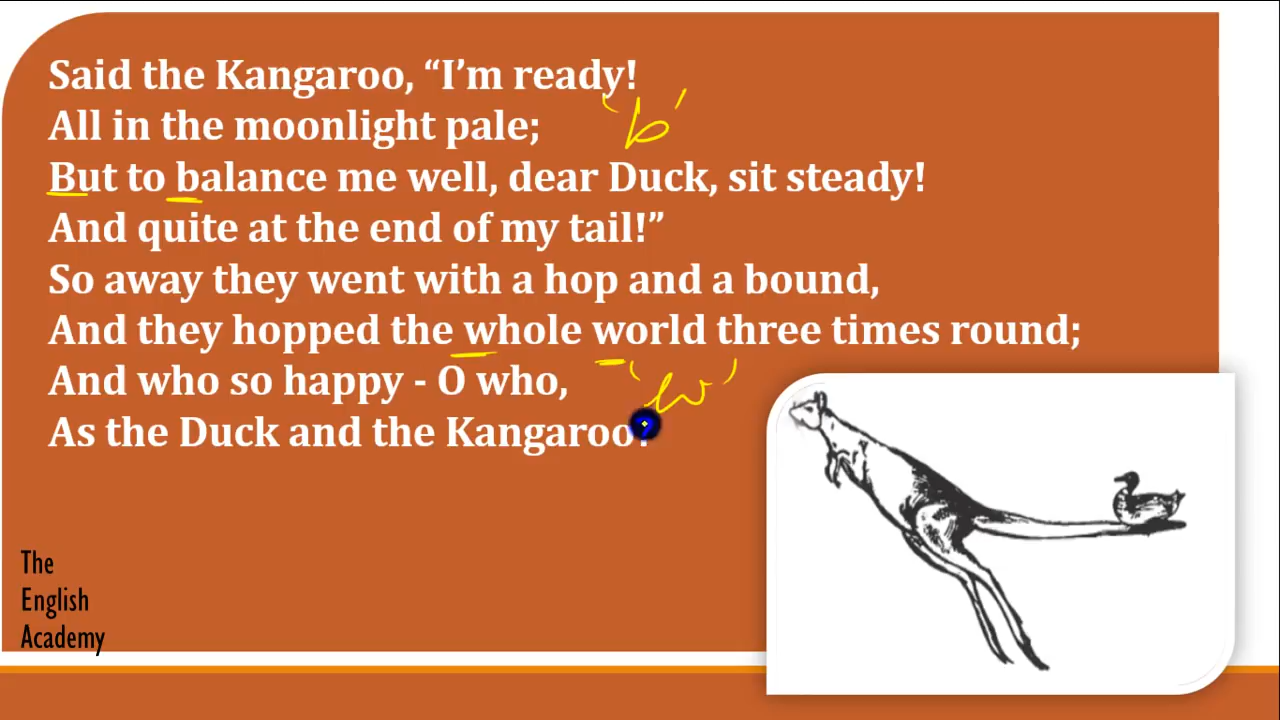 Said the Kangaroo, “I’m ready!
All in the moonlight pale;
‘b’
But to balance me well, dear Duck, sit steady!
And quite at the end of my tail!”
So away they went with a hop and a bound,
And they hopped the whole world three times round;
And who so happy - O who,
‘w’
As the Duck and the Kangaroo?
The
English
Academy